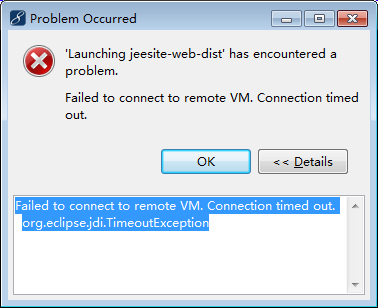 Problem Occurred
'Launching jeesite-web-dist' has encountered a
problem.
Failed to connect to remote VM. Connection timed
out.
OK
<< Details
Failed to connect to remote VM. Connection timed out.
org.eclipse.jdi.TimeoutException